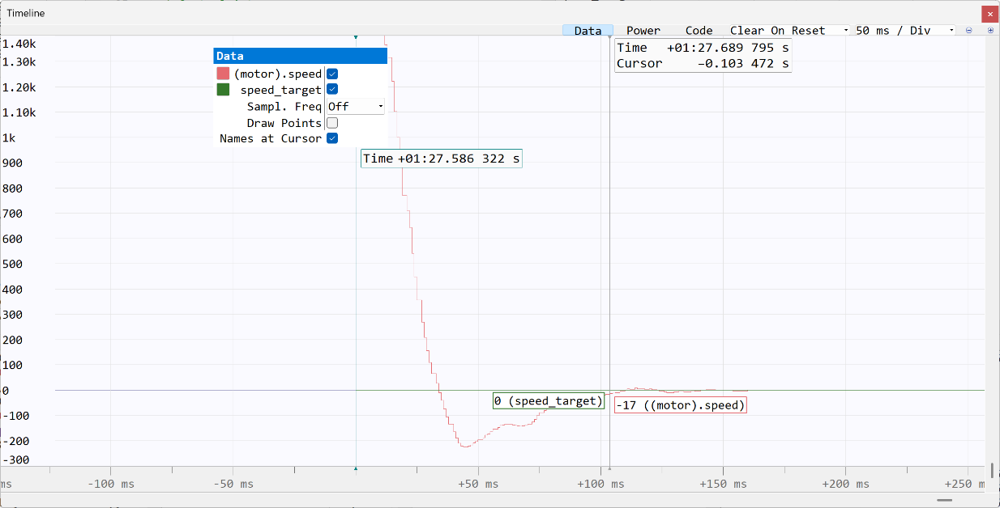 Timeline
Data Power Code Clear On Reset 50 ms / Div
1.40k
1.30k
1.20k
1.10k
1k
900
800
700
600
500
400
300
200
100
0
-100
-200
-300
Data
(motor).speed
speed_target
Sampl. Freq Off
Draw Points
Names at Cursor
Time +01:27.586 322 s
Time +01:27.689 795 s
Cursor -0.103 472 s
0 (speed_target)
-17 ((motor).speed)
ms -100 ms -50 ms +50 ms +100 ms +150 ms +200 ms +250 m